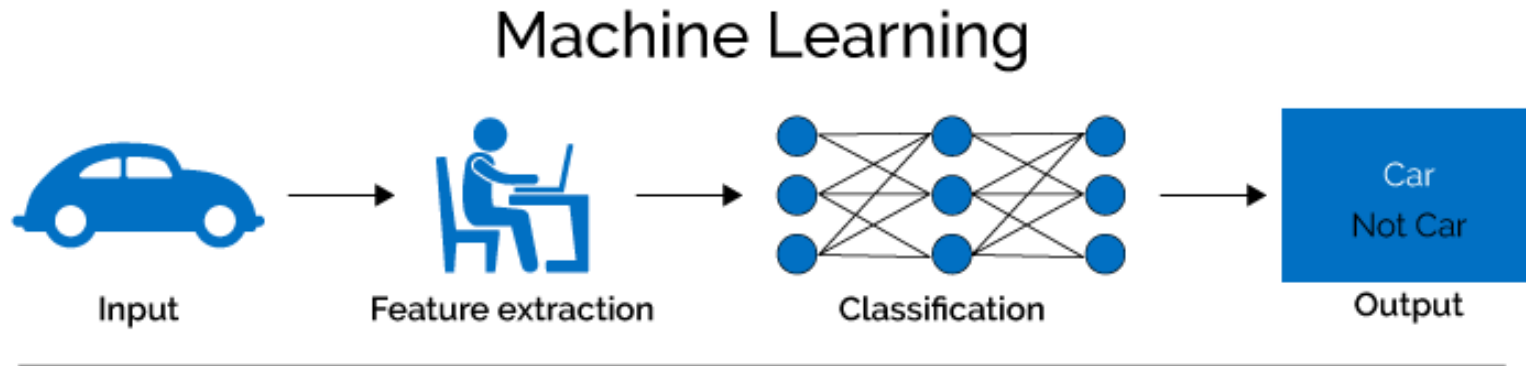 Machine Learning
Car
Not Car
Input
Feature extraction
Classification
Output